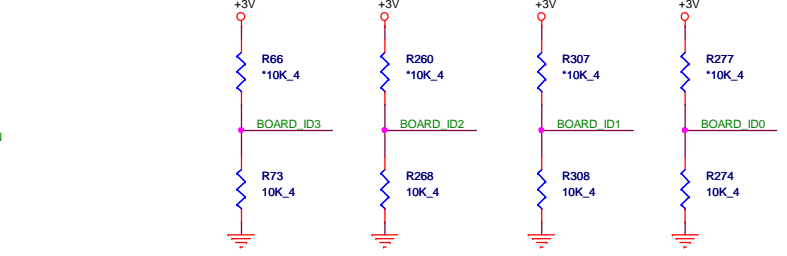 +3V +3V +3V +3V
R66 R260 R307 R277
*10K_4 *10K_4 *10K_4 *10K_4
BOARD_ID3 BOARD_ID2 BOARD_ID1 BOARD_ID0
R73 R268 R308 R274
10K_4 10K_4 10K_4 10K_4